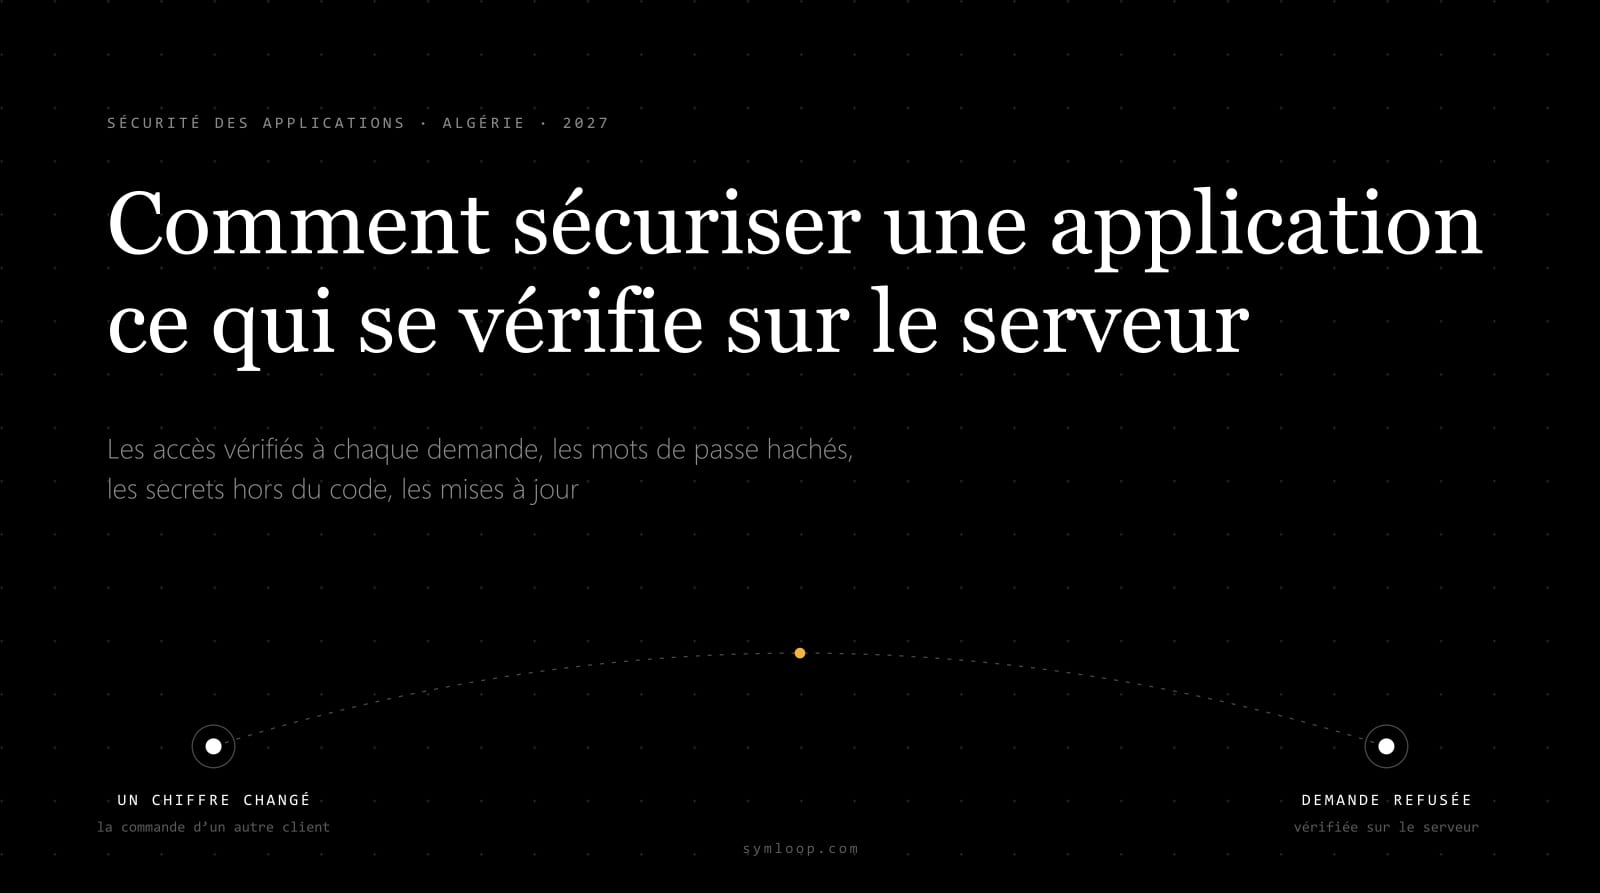 SÉCURITÉ DES APPLICATIONS · ALGÉRIE · 2027
Comment sécuriser une application
ce qui se vérifie sur le serveur
Les accès vérifiés à chaque demande, les mots de passe hachés,
les secrets hors du code, les mises à jour
UN CHIFFRE CHANGÉ
la commande d’un autre client
DEMANDE REFUSÉE
vérifiée sur le serveur
symloop.com